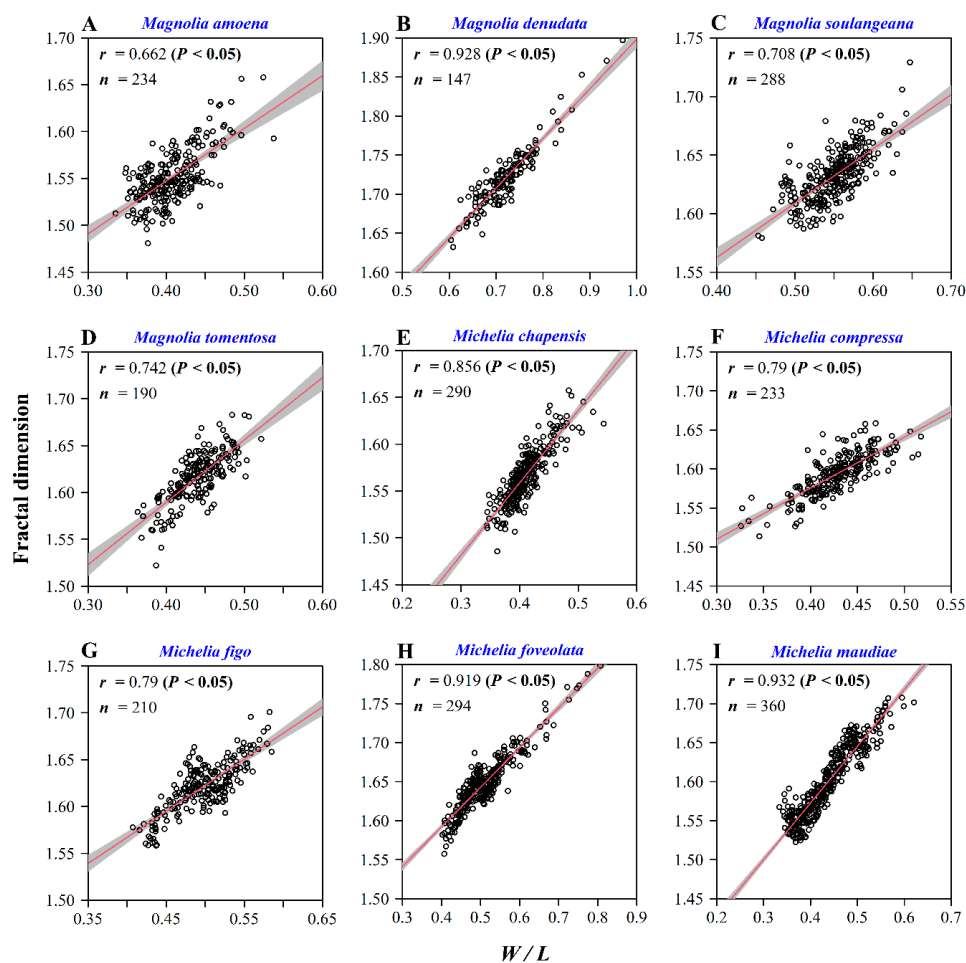 A Magnolia amoena
r = 0.662 (P < 0.05)
n = 234
1.70
1.65
1.60
1.55
1.50
1.45
0.30 0.40 0.50 0.60
B Magnolia denudata
r = 0.928 (P < 0.05)
n = 147
1.90
1.85
1.80
1.75
1.70
1.65
1.60
0.5 0.6 0.7 0.8 0.9 1.0
C Magnolia soulangeana
r = 0.708 (P < 0.05)
n = 288
1.75
1.70
1.65
1.60
1.55
0.40 0.50 0.60 0.70
D Magnolia tomentosa
r = 0.742 (P < 0.05)
n = 190
1.75
1.70
1.65
1.60
1.55
1.50
0.30 0.40 0.50 0.60
E Michelia chapensis
r = 0.856 (P < 0.05)
n = 290
1.70
1.65
1.60
1.55
1.50
1.45
0.2 0.3 0.4 0.5 0.6
F Michelia compressa
r = 0.79 (P < 0.05)
n = 233
1.75
1.70
1.65
1.60
1.55
1.50
1.45
0.30 0.35 0.40 0.45 0.50 0.55
G Michelia figo
r = 0.79 (P < 0.05)
n = 210
1.75
1.70
1.65
1.60
1.55
1.50
0.35 0.45 0.55 0.65
H Michelia foveolata
r = 0.919 (P < 0.05)
n = 294
1.80
1.75
1.70
1.65
1.60
1.55
1.50
0.3 0.4 0.5 0.6 0.7 0.8 0.9
I Michelia maudiae
r = 0.932 (P < 0.05)
n = 360
1.75
1.70
1.65
1.60
1.55
1.50
1.45
0.2 0.3 0.4 0.5 0.6 0.7
Fractal dimension
W / L